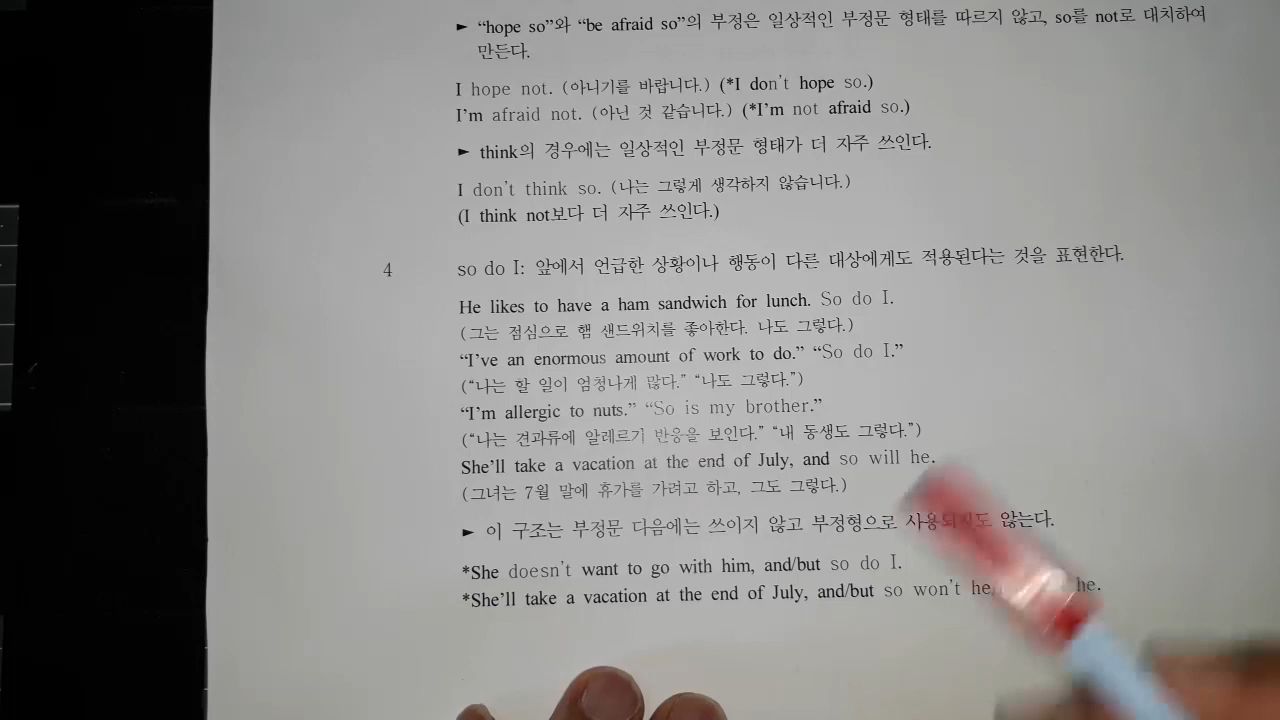 ► “hope so”와 “be afraid so”의 부정은 일상적인 부정문 형태를 따르지 않고, so를 not로 대치하여
만든다.
I hope not. (아니기를 바랍니다.) (*I don't hope so.)
I'm afraid not. (아닌 것 같습니다.) (*I'm not afraid so.)
► think의 경우에는 일상적인 부정문 형태가 더 자주 쓰인다.
I don't think so. (나는 그렇게 생각하지 않습니다.)
(I think not보다 더 자주 쓰인다.)
4 so do I: 앞에서 언급한 상황이나 행동이 다른 대상에게도 적용된다는 것을 표현한다.
He likes to have a ham sandwich for lunch. So do I.
(그는 점심으로 햄 샌드위치를 좋아한다. 나도 그렇다.)
“I've an enormous amount of work to do.” “So do I.”
(“나는 할 일이 엄청나게 많다.” “나도 그렇다.”)
“I'm allergic to nuts.” “So is my brother.”
(“나는 견과류에 알레르기 반응을 보인다.” “내 동생도 그렇다.”)
She'll take a vacation at the end of July, and so will he.
(그녀는 7월 말에 휴가를 가려고 하고, 그도 그렇다.)
► 이 구조는 부정문 다음에는 쓰이지 않고 부정형으로 사용되지도 않는다.
*She doesn't want to go with him, and/but so do I.
*She'll take a vacation at the end of July, and/but so won't he. he.